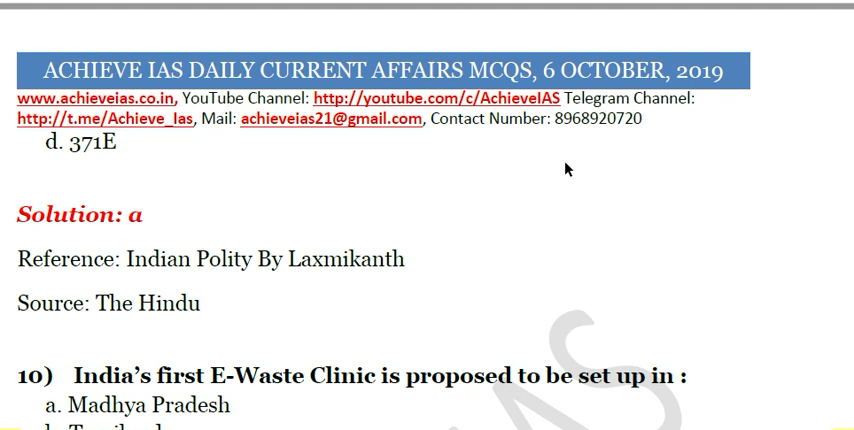 ACHIEVE IAS DAILY CURRENT AFFAIRS MCQS, 6 OCTOBER, 2019
www.achieveias.co.in, YouTube Channel: http://youtube.com/c/AchieveIAS Telegram Channel:
http://t.me/Achieve_Ias, Mail: achieveias21@gmail.com, Contact Number: 8968920720
d. 371E
Solution: a
Reference: Indian Polity By Laxmikanth
Source: The Hindu
10) India's first E-Waste Clinic is proposed to be set up in :
a. Madhya Pradesh